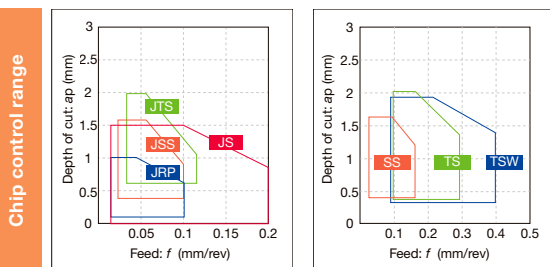 Chip control range
Depth of cut: ap (mm)
3
2.5
2
1.5
1
0.5
0
JTS
JSS
JS
JRP
0.05
0.1
0.15
0.2
Feed: f (mm/rev)
Depth of cut: ap (mm)
3
2.5
2
1.5
1
0.5
0
SS
TS
TSW
0.1
0.2
0.3
0.4
0.5
Feed: f (mm/rev)